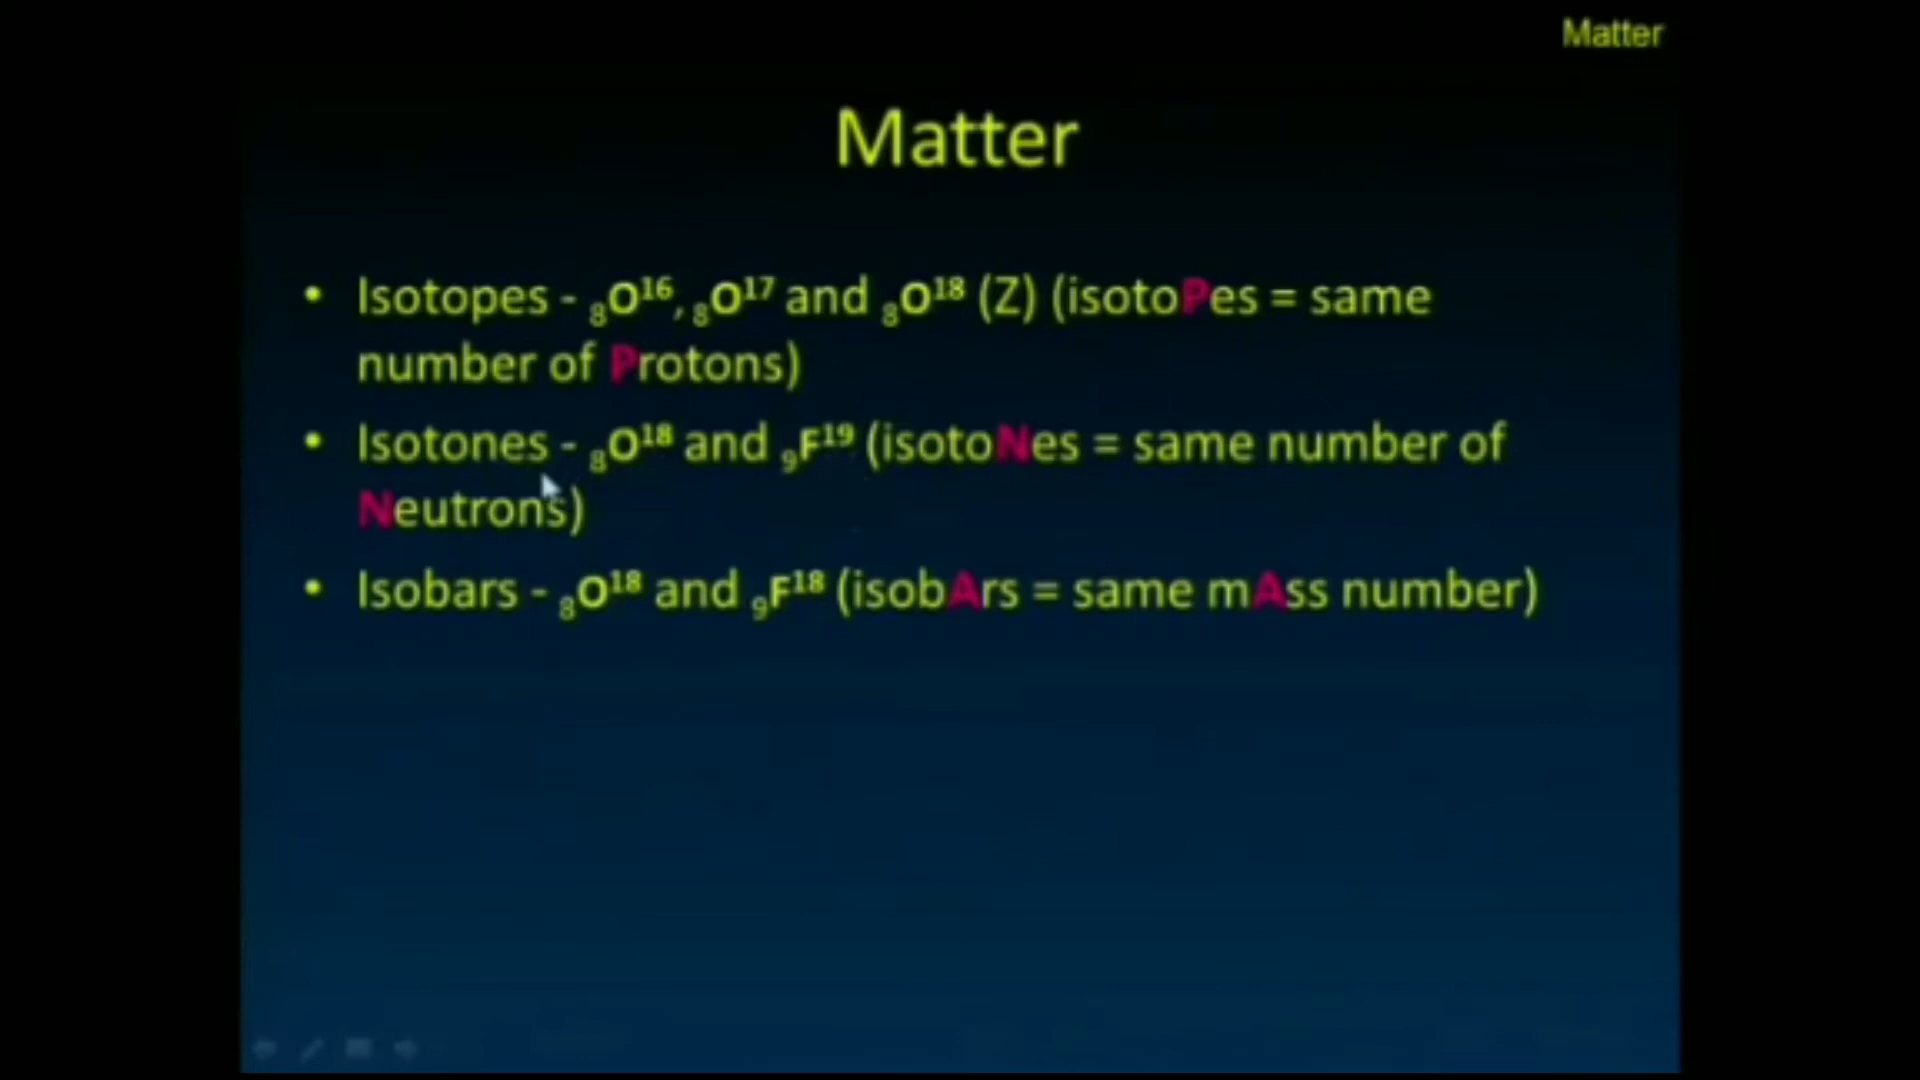 Matter
Matter
• Isotopes - ₈O¹⁶, ₈O¹⁷ and ₈O¹⁸ (Z) (isotoPes = same
number of Protons)
• Isotones - ₈O¹⁸ and ₉F¹⁹ (isotoNes = same number of
Neutrons)
• Isobars - ₈O¹⁸ and ₉F¹⁸ (isobArs = same mAss number)